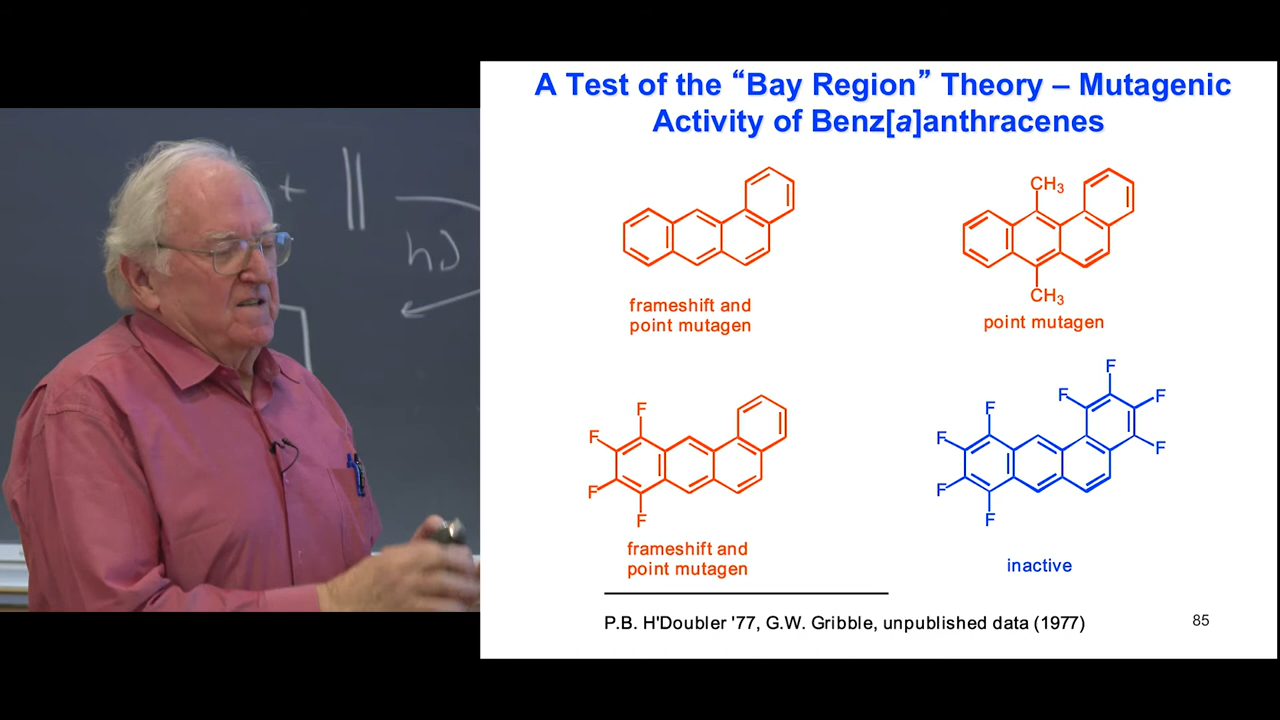 A Test of the “Bay Region” Theory – Mutagenic
Activity of Benz[a]anthracenes
CH3
CH3
frameshift and
point mutagen
point mutagen
F
F
F
F
F
F
F
F
F
F
F
F
frameshift and
point mutagen
inactive
P.B. H'Doubler '77, G.W. Gribble, unpublished data (1977)
85
+
hν